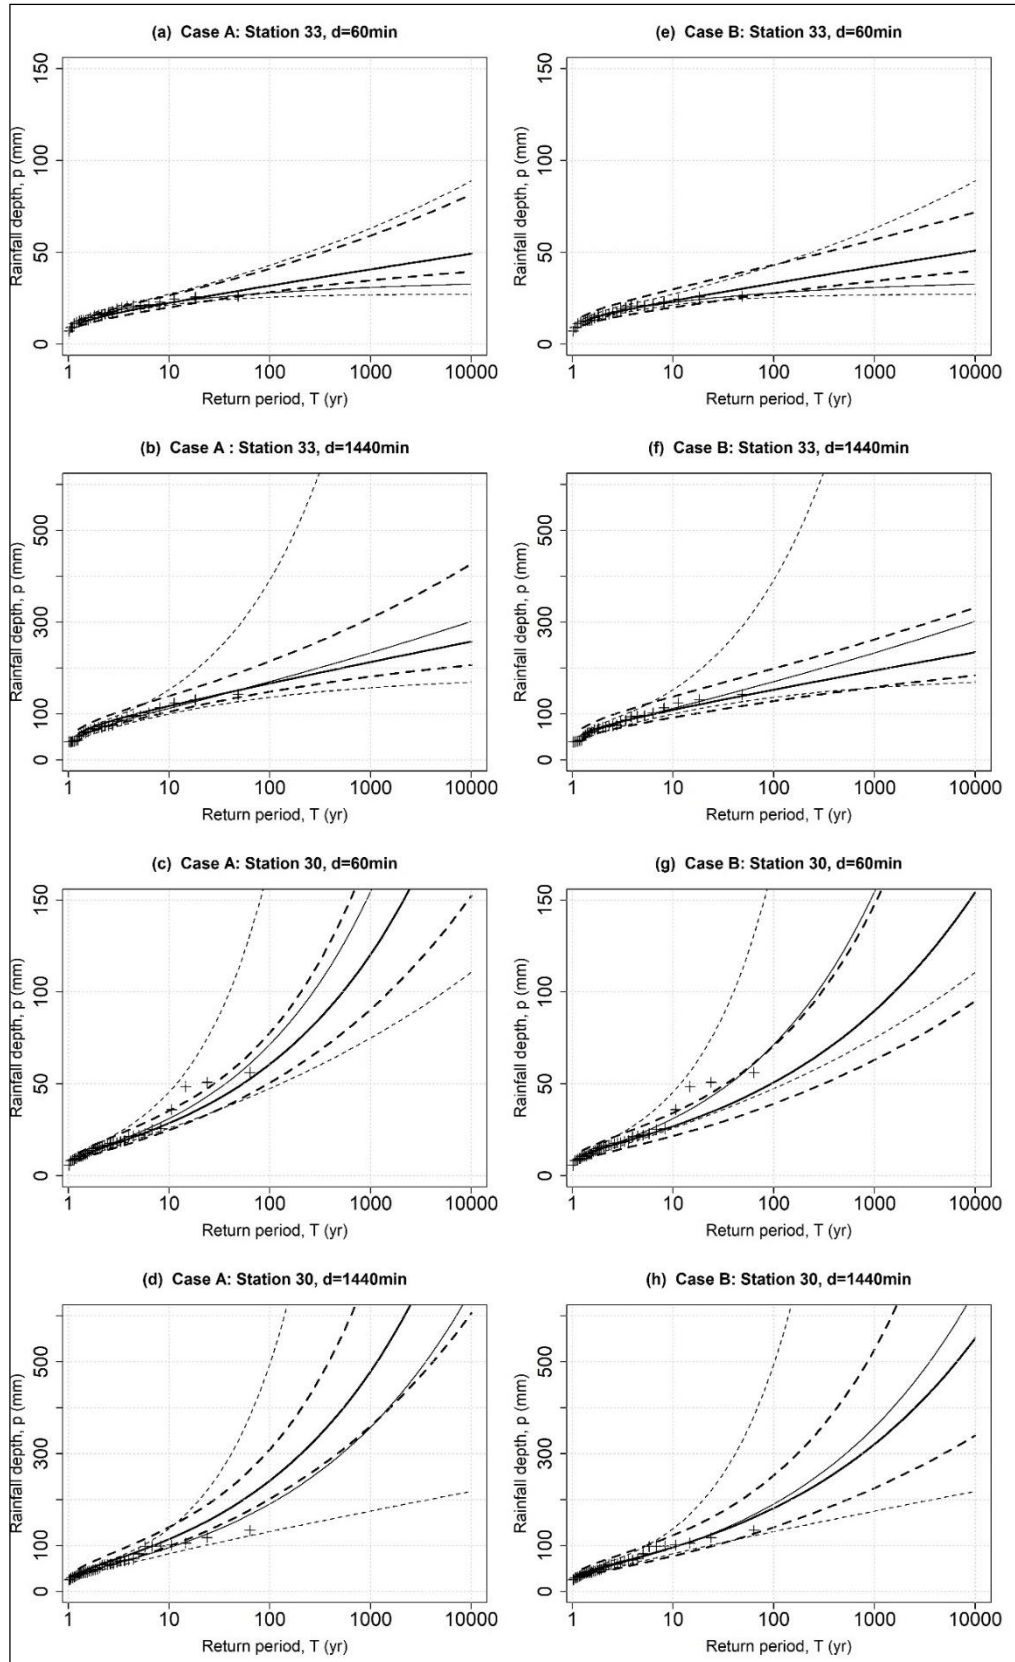 (a) Case A: Station 33, d=60min
Rainfall depth, p (mm)
150
100
50
0
1 10 100 1000 10000
Return period, T (yr)
(e) Case B: Station 33, d=60min
Rainfall depth, p (mm)
150
100
50
0
1 10 100 1000 10000
Return period, T (yr)
(b) Case A : Station 33, d=1440min
Rainfall depth, p (mm)
500
300
100
0
1 10 100 1000 10000
Return period, T (yr)
(f) Case B: Station 33, d=1440min
Rainfall depth, p (mm)
500
300
100
0
1 10 100 1000 10000
Return period, T (yr)
(c) Case A: Station 30, d=60min
Rainfall depth, p (mm)
150
100
50
0
1 10 100 1000 10000
Return period, T (yr)
(g) Case B: Station 30, d=60min
Rainfall depth, p (mm)
150
100
50
0
1 10 100 1000 10000
Return period, T (yr)
(d) Case A: Station 30, d=1440min
Rainfall depth, p (mm)
500
300
100
0
1 10 100 1000 10000
Return period, T (yr)
(h) Case B: Station 30, d=1440min
Rainfall depth, p (mm)
500
300
100
0
1 10 100 1000 10000
Return period, T (yr)